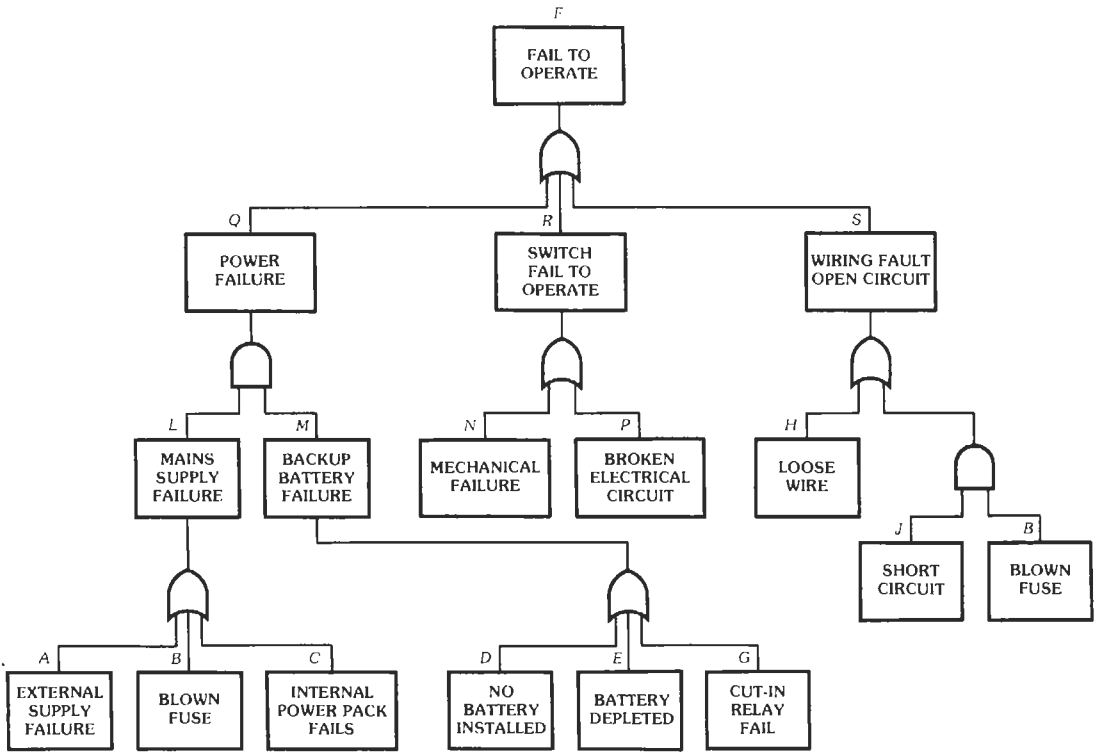 F
FAIL TO
OPERATE
Q
R
S
POWER
FAILURE
SWITCH
FAIL TO
OPERATE
WIRING FAULT
OPEN CIRCUIT
L
M
N
P
H
MAINS
SUPPLY
FAILURE
BACKUP
BATTERY
FAILURE
MECHANICAL
FAILURE
BROKEN
ELECTRICAL
CIRCUIT
LOOSE
WIRE
J
B
SHORT
CIRCUIT
BLOWN
FUSE
A
B
C
D
E
G
EXTERNAL
SUPPLY
FAILURE
BLOWN
FUSE
INTERNAL
POWER PACK
FAILS
NO
BATTERY
INSTALLED
BATTERY
DEPLETED
CUT-IN
RELAY
FAIL